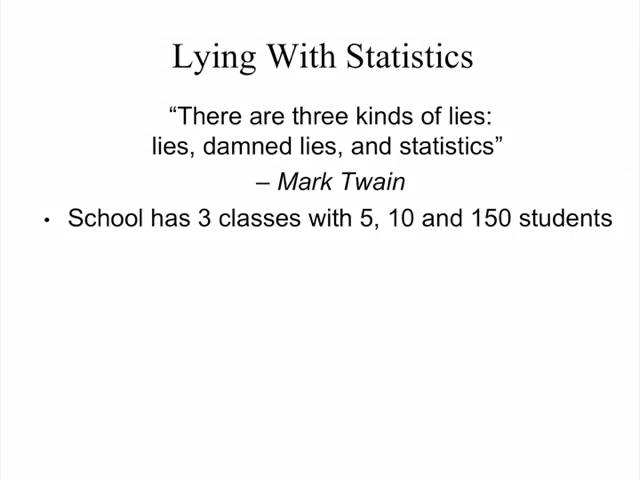 Lying With Statistics
“There are three kinds of lies:
lies, damned lies, and statistics”
– Mark Twain
• School has 3 classes with 5, 10 and 150 students